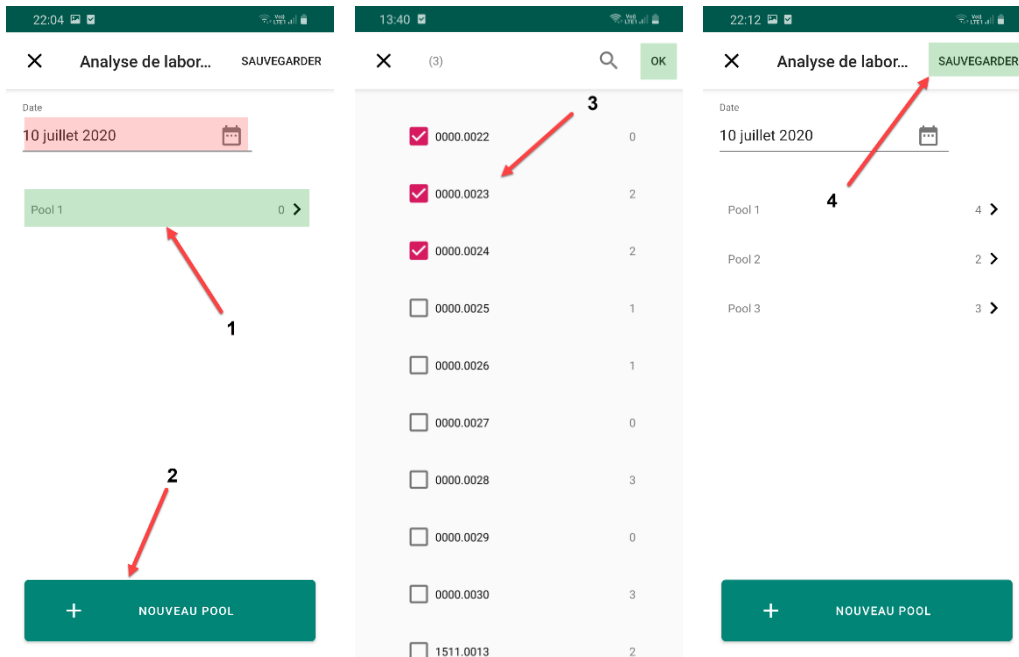 22:04
Analyse de labor... SAUVEGARDER
Date
10 juillet 2020
Pool 1 0
1
2
+ NOUVEAU POOL
13:40
(3) OK
3
0000.0022 0
0000.0023 2
0000.0024 2
0000.0025 1
0000.0026 1
0000.0027 0
0000.0028 3
0000.0029 0
0000.0030 3
1511.0013 2
22:12
Analyse de labor... SAUVEGARDER
Date
10 juillet 2020
4
Pool 1 4
Pool 2 2
Pool 3 3
+ NOUVEAU POOL